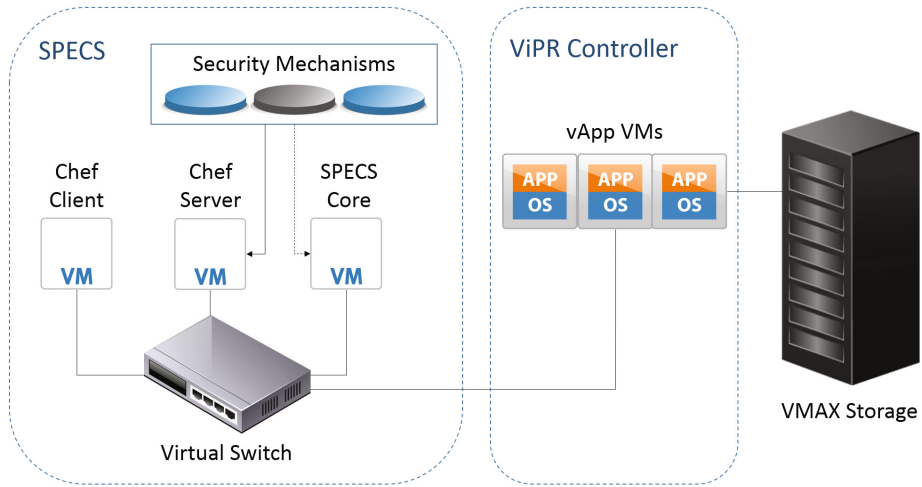 SPECS
Security Mechanisms
Chef
Client
Chef
Server
SPECS
Core
VM
VM
VM
Virtual Switch
ViPR Controller
vApp VMs
APP
OS
APP
OS
APP
OS
VMAX Storage